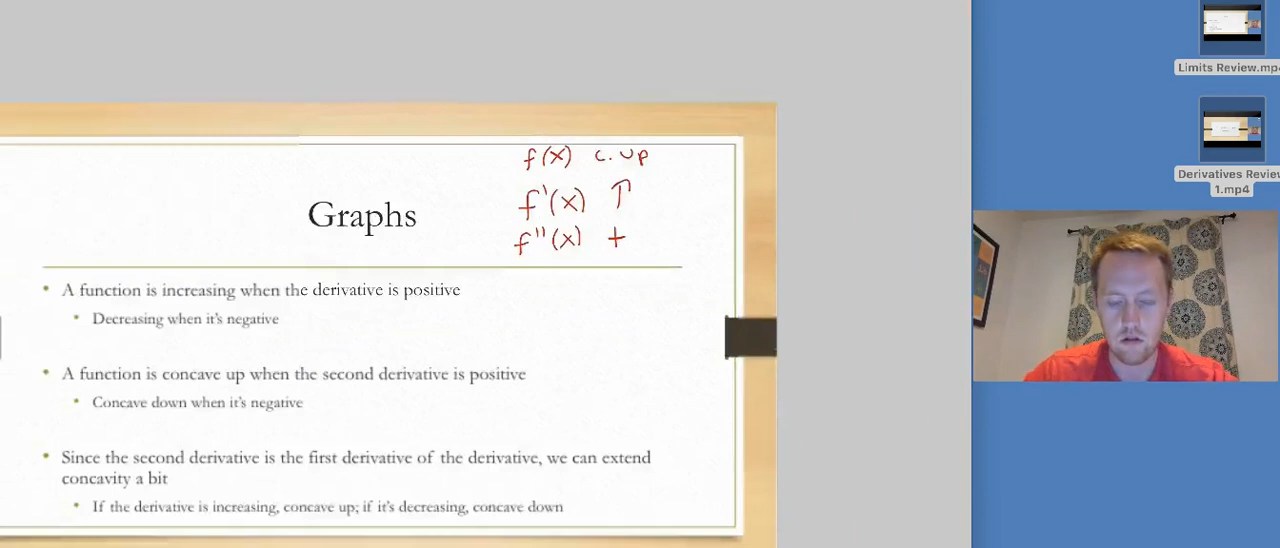 f(x) c. up
f'(x) ↑
f''(x) +
Graphs
• A function is increasing when the derivative is positive
• Decreasing when it's negative
• A function is concave up when the second derivative is positive
• Concave down when it's negative
• Since the second derivative is the first derivative of the derivative, we can extend
concavity a bit
• If the derivative is increasing, concave up; if it's decreasing, concave down
Limits Review.mp4
Derivatives Review
1.mp4